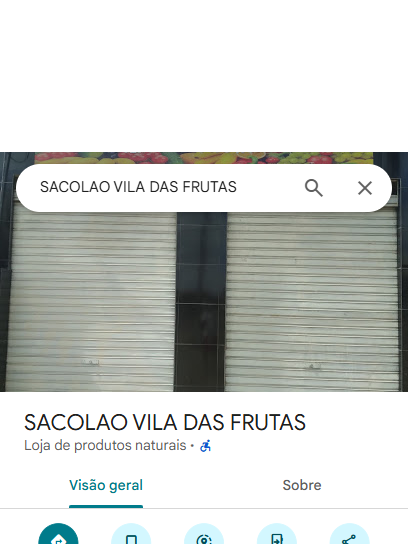 SACOLAO VILA DAS FRUTAS
SACOLAO VILA DAS FRUTAS
Loja de produtos naturais ·
Visão geral
Sobre